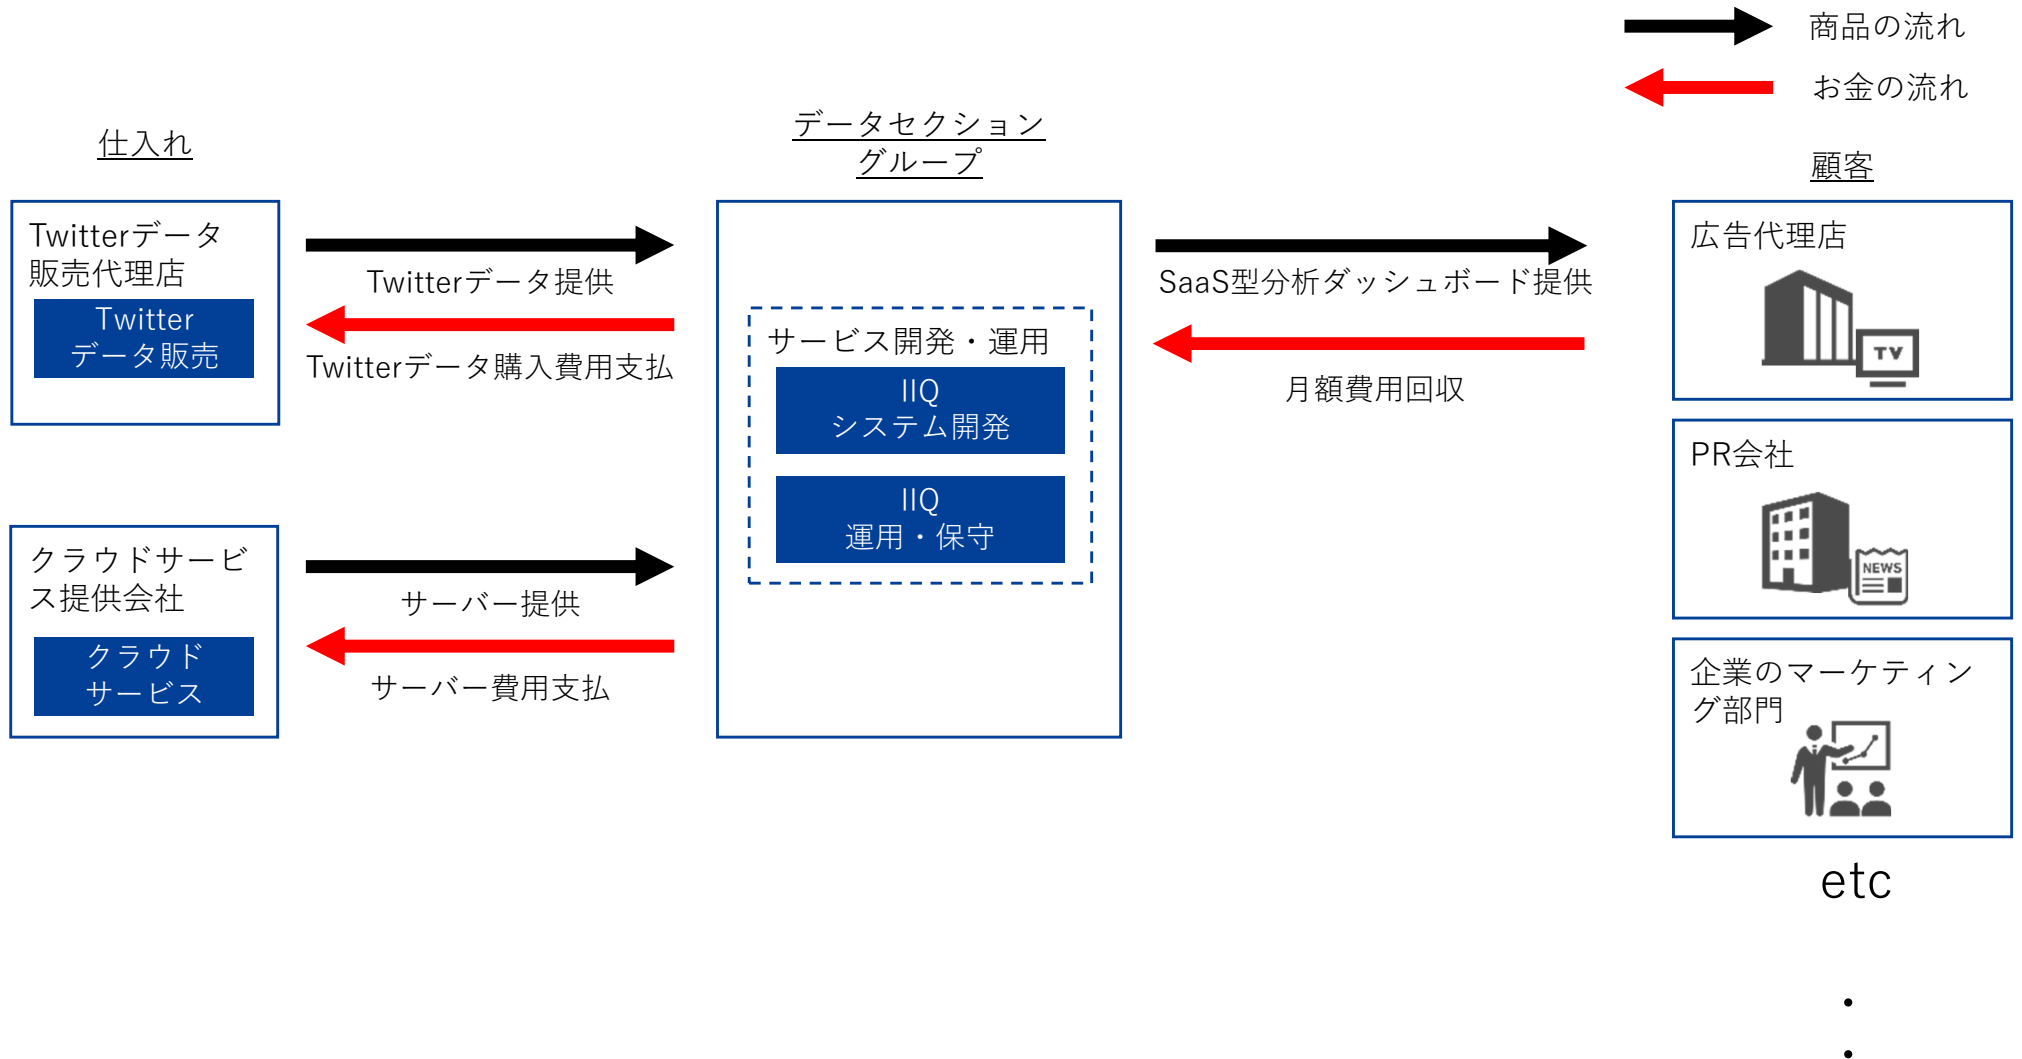 商品の流れ
お金の流れ
仕入れ
データセクション
グループ
顧客
Twitterデータ
販売代理店
Twitter
データ販売
Twitterデータ提供
Twitterデータ購入費用支払
クラウドサービ
ス提供会社
クラウド
サービス
サーバー提供
サーバー費用支払
サービス開発・運用
IIQ
システム開発
IIQ
運用・保守
SaaS型分析ダッシュボード提供
月額費用回収
広告代理店
TV
PR会社
NEWS
企業のマーケティン
グ部門
etc
・
・